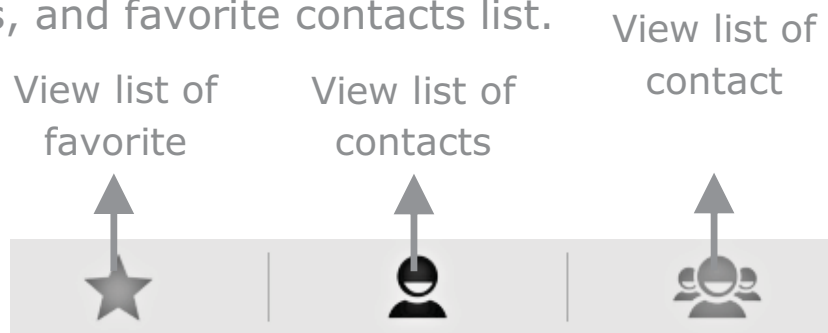 s, and favorite contacts list.
View list of
favorite
View list of
contacts
View list of
contact